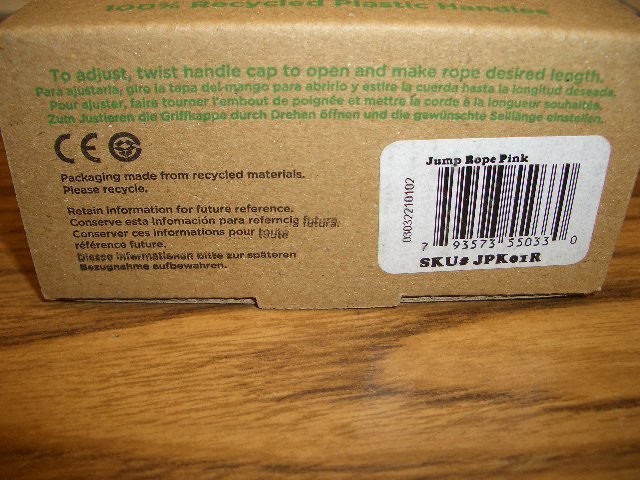 100% Recycled Plastic Handles
To adjust, twist handle cap to open and make rope desired length.
Para ajustarla, gire la tapa del mango para abrirlo y estire la cuerda hasta la longitud deseada.
Pour ajuster, faire tourner l'embout de poignée et mettre la corde à la longueur souhaitée.
Zum Justieren die Griffkappe durch Drehen öffnen und die gewünschte Seillänge einstellen.
CE
Packaging made from recycled materials.
Please recycle.
Retain information for future reference.
Conserve esta infonación para referncia futura.
Conserver ces informations pour toute
référence future.
Diesse informationen bitte zur späteren
Bezugnahme aufbewahren.
Jump Rope Pink
03032210102
7 93573 55033 0
SKU# JPK01R